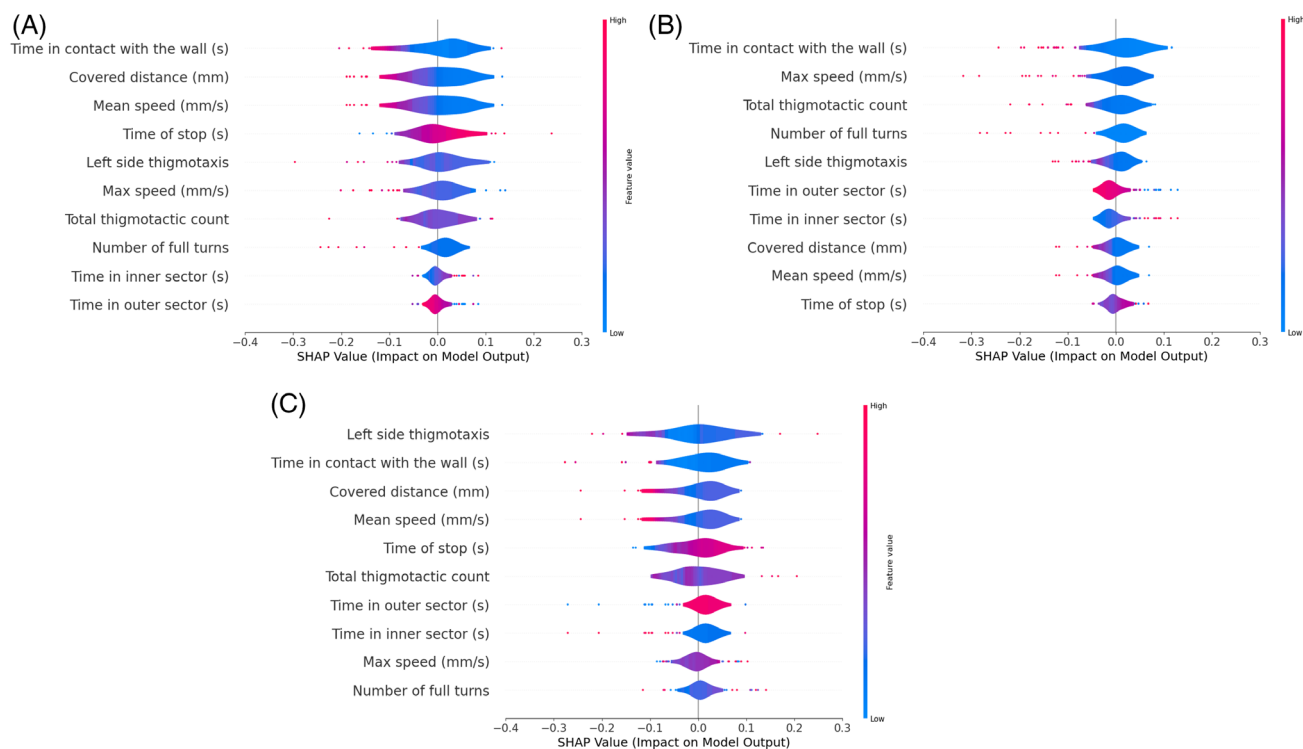 (A)
Time in contact with the wall (s)
Covered distance (mm)
Mean speed (mm/s)
Time of stop (s)
Left side thigmotaxis
Max speed (mm/s)
Total thigmotactic count
Number of full turns
Time in inner sector (s)
Time in outer sector (s)
−0.4 −0.3 −0.2 −0.1 0.0 0.1 0.2 0.3
SHAP Value (Impact on Model Output)
High
Feature value
Low
(B)
Time in contact with the wall (s)
Max speed (mm/s)
Total thigmotactic count
Number of full turns
Left side thigmotaxis
Time in outer sector (s)
Time in inner sector (s)
Covered distance (mm)
Mean speed (mm/s)
Time of stop (s)
−0.4 −0.3 −0.2 −0.1 0.0 0.1 0.2 0.3
SHAP Value (Impact on Model Output)
High
Feature value
Low
(C)
Left side thigmotaxis
Time in contact with the wall (s)
Covered distance (mm)
Mean speed (mm/s)
Time of stop (s)
Total thigmotactic count
Time in outer sector (s)
Time in inner sector (s)
Max speed (mm/s)
Number of full turns
−0.4 −0.3 −0.2 −0.1 0.0 0.1 0.2 0.3
SHAP Value (Impact on Model Output)
High
Feature value
Low